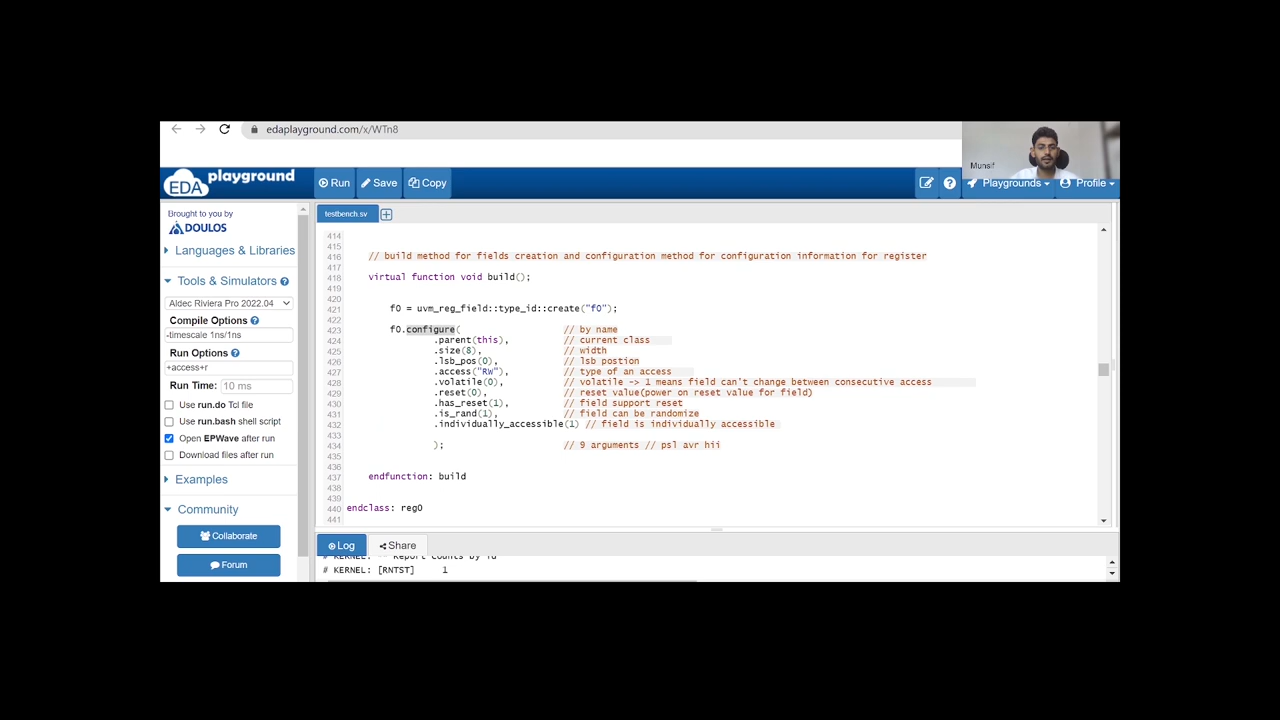 edaplayground.com/x/WTn8
Munsif
EDA playground
Run
Save
Copy
Playgrounds
Profile
Brought to you by
DOULOS
Languages & Libraries
Tools & Simulators
Aldec Riviera Pro 2022.04
Compile Options
-timescale 1ns/1ns
Run Options
+access+r
Run Time: 10 ms
Use run.do Tcl file
Use run.bash shell script
Open EPWave after run
Download files after run
Examples
Community
Collaborate
Forum
testbench.sv
414
415
416 // build method for fields creation and configuration method for configuration information for register
417
418 virtual function void build();
419
420
421 f0 = uvm_reg_field::type_id::create("f0");
422
423 f0.configure( // by name
424 .parent(this), // current class
425 .size(8), // width
426 .lsb_pos(0), // lsb postion
427 .access("RW"), // type of an access
428 .volatile(0), // volatile -> 1 means field can't change between consecutive access
429 .reset(0), // reset value(power on reset value for field)
430 .has_reset(1), // field support reset
431 .is_rand(1), // field can be randomize
432 .individually_accessible(1) // field is individually accessible
433
434 ); // 9 arguments // psl avr hii
435
436
437 endfunction: build
438
439
440 endclass: reg0
441
Log
Share
# KERNEL: ** Report counts by id
# KERNEL: [RNTST] 1